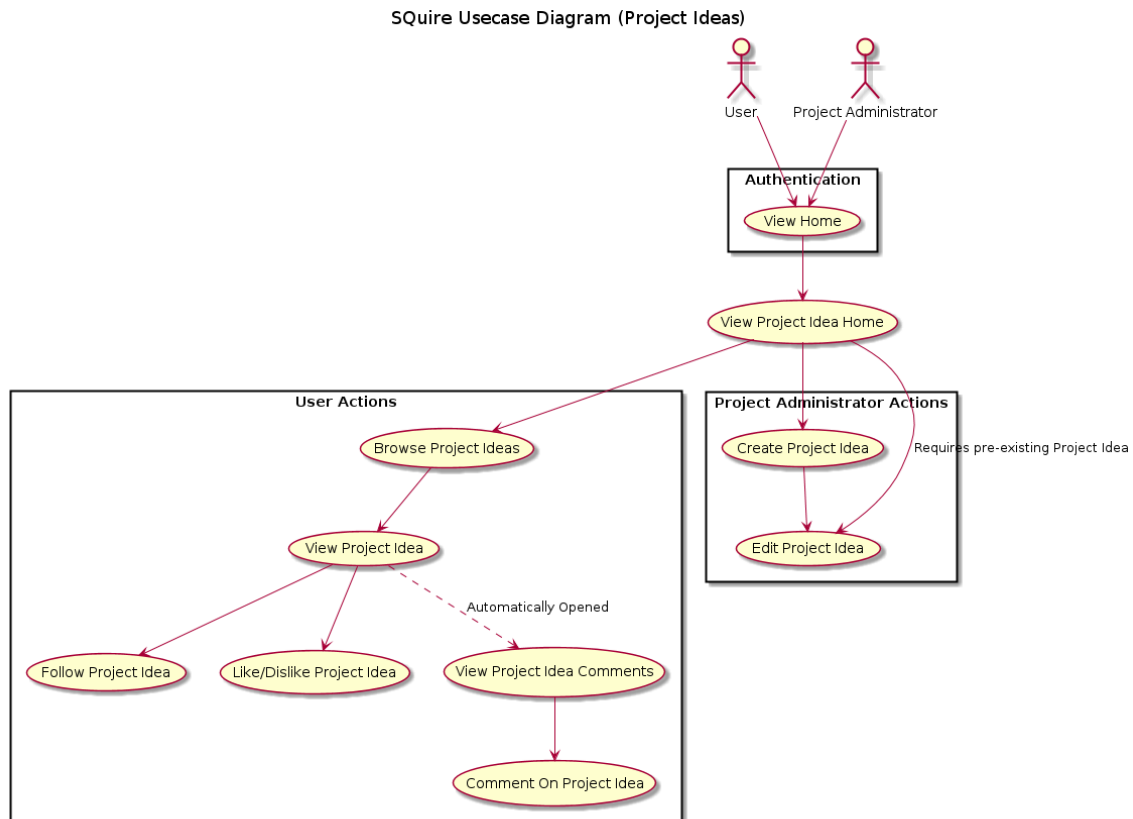 SQuire Usecase Diagram (Project Ideas)
User
Project Administrator
Authentication
View Home
View Project Idea Home
User Actions
Project Administrator Actions
Browse Project Ideas
Create Project Idea
Requires pre-existing Project Idea
View Project Idea
Edit Project Idea
Automatically Opened
Follow Project Idea
Like/Dislike Project Idea
View Project Idea Comments
Comment On Project Idea